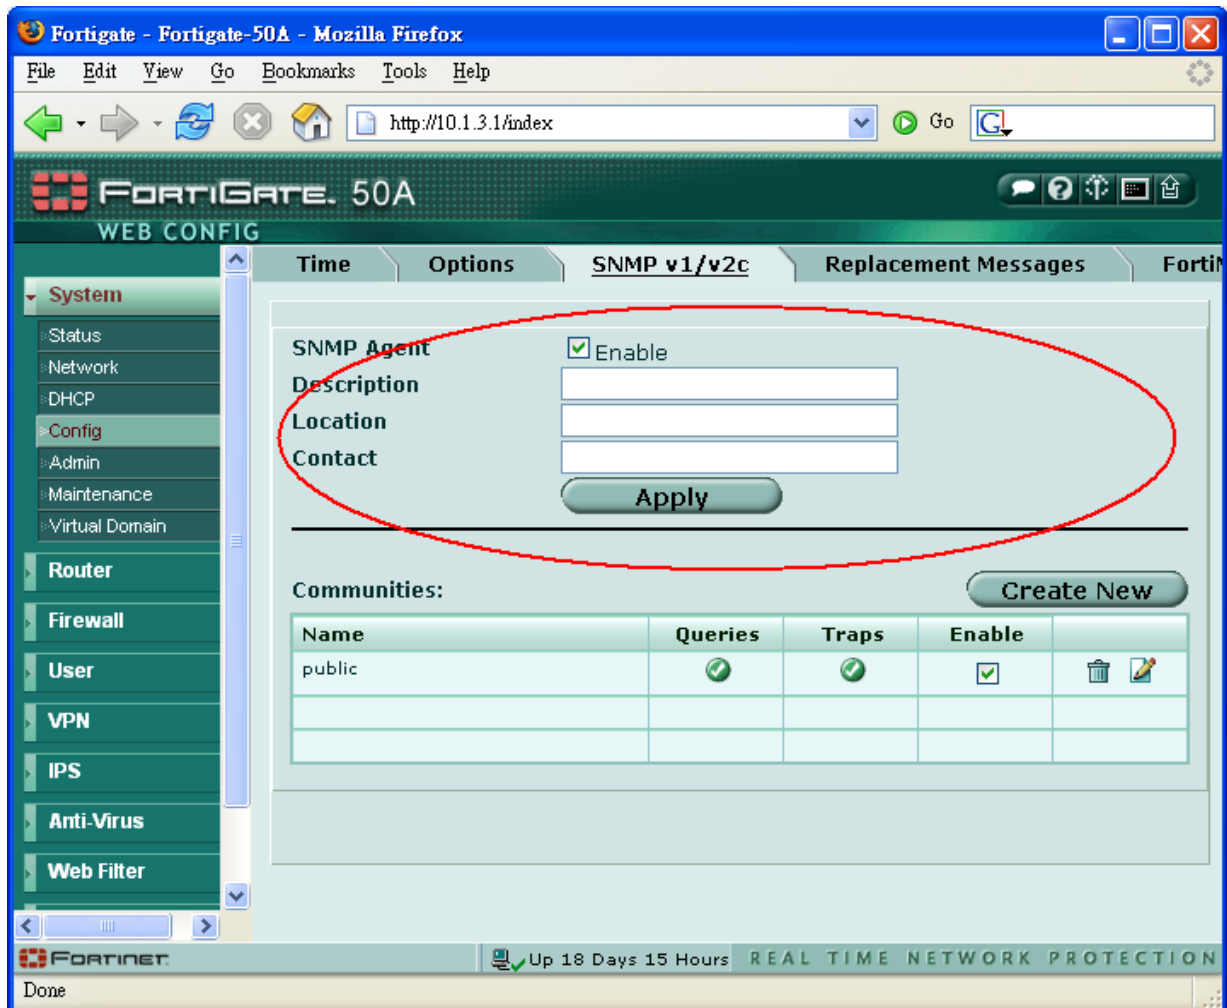 Fortigate - Fortigate-50A - Mozilla Firefox
File Edit View Go Bookmarks Tools Help
http://10.1.3.1/index Go G
FORTIGATE. 50A
WEB CONFIG
Time Options SNMP v1/v2c Replacement Messages FortiM
System
Status
Network
DHCP
Config
Admin
Maintenance
Virtual Domain
Router
Firewall
User
VPN
IPS
Anti-Virus
Web Filter
SNMP Agent Enable
Description
Location
Contact
Apply
Communities: Create New
Name Queries Traps Enable
public
FORTINET Up 18 Days 15 Hours REAL TIME NETWORK PROTECTION
Done